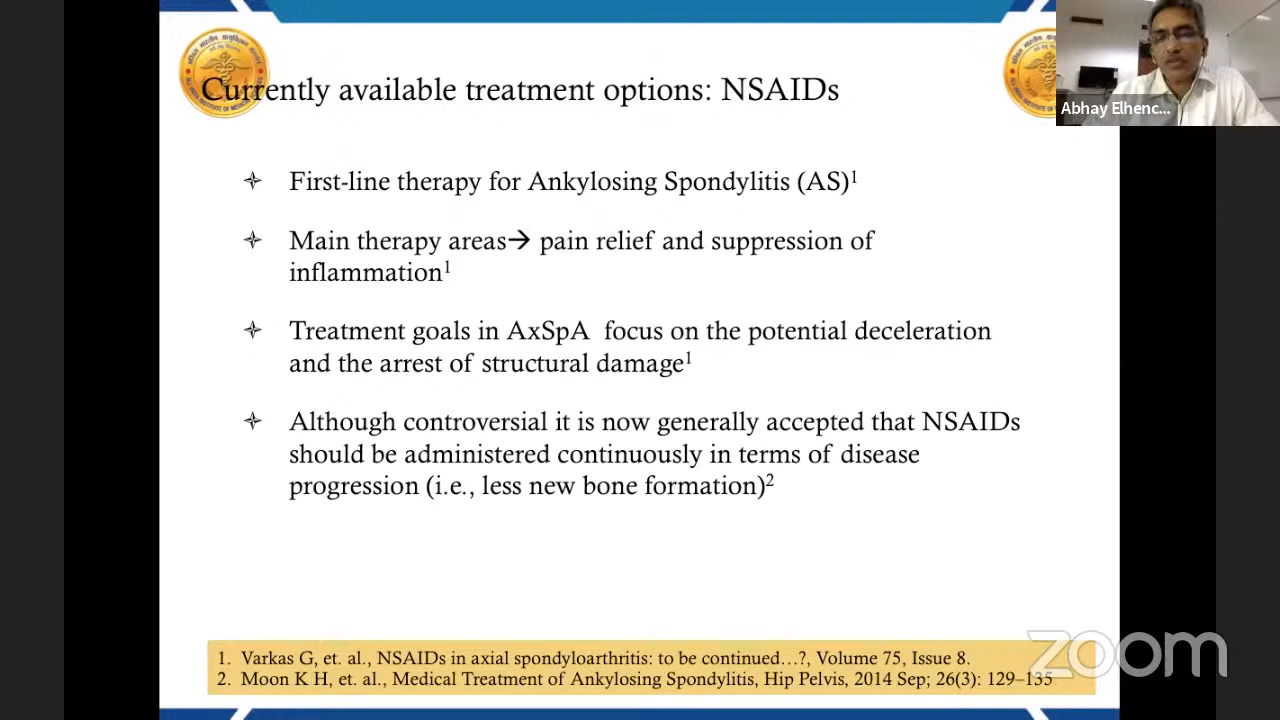 Currently available treatment options: NSAIDs
Abhay Elhenc...
First-line therapy for Ankylosing Spondylitis (AS)¹
Main therapy areas→ pain relief and suppression of
inflammation¹
Treatment goals in AxSpA focus on the potential deceleration
and the arrest of structural damage¹
Although controversial it is now generally accepted that NSAIDs
should be administered continuously in terms of disease
progression (i.e., less new bone formation)²
1. Varkas G, et. al., NSAIDs in axial spondyloarthritis: to be continued…?, Volume 75, Issue 8.
2. Moon K H, et. al., Medical Treatment of Ankylosing Spondylitis, Hip Pelvis, 2014 Sep; 26(3): 129–135
zoom